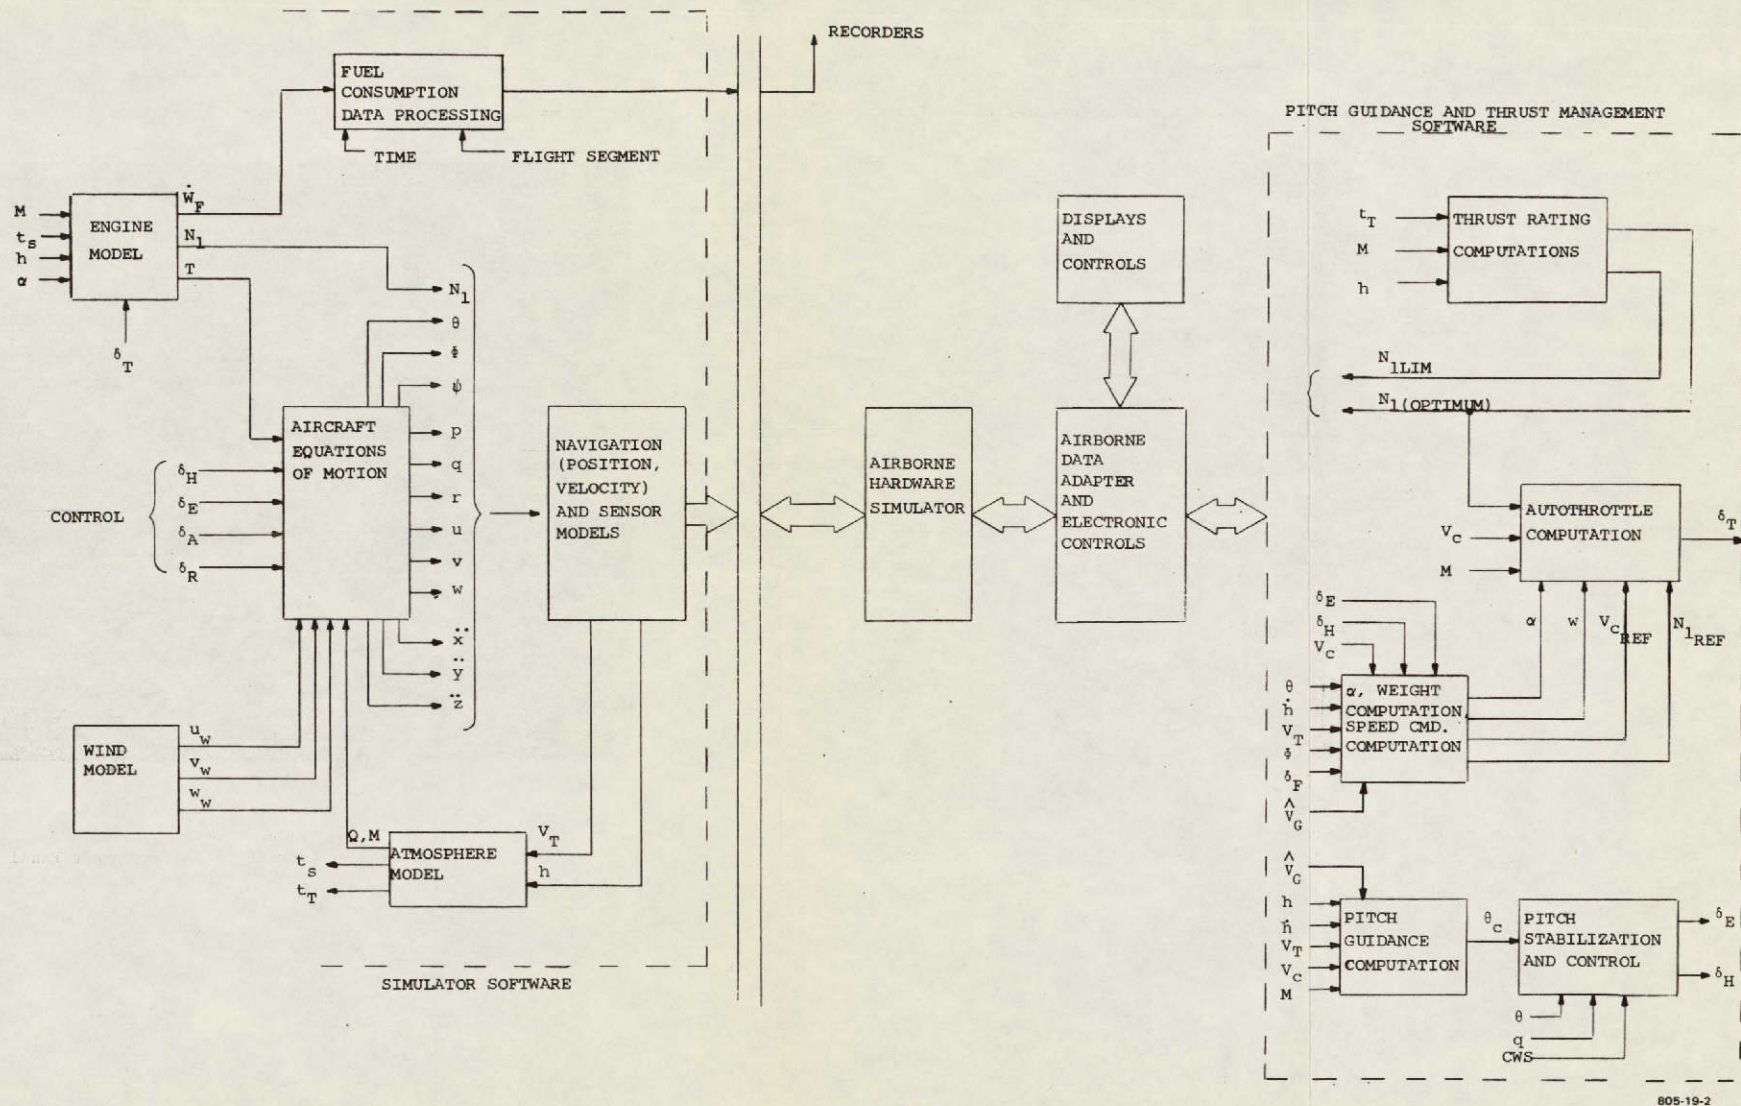 RECORDERS
FUEL
CONSUMPTION
DATA PROCESSING
TIME
FLIGHT SEGMENT
M
t_s
h
α
ENGINE
MODEL
Ẇ_F
N_1
T
δ_T
N_1
θ
Φ
ψ
p
q
r
u
v
w
ẍ
ÿ
z̈
CONTROL
δ_H
δ_E
δ_A
δ_R
AIRCRAFT
EQUATIONS
OF MOTION
NAVIGATION
(POSITION,
VELOCITY)
AND SENSOR
MODELS
WIND
MODEL
u_w
v_w
w_w
Q,M
t_s
t_T
ATMOSPHERE
MODEL
V_T
h
SIMULATOR SOFTWARE
AIRBORNE
HARDWARE
SIMULATOR
DISPLAYS
AND
CONTROLS
AIRBORNE
DATA
ADAPTER
AND
ELECTRONIC
CONTROLS
PITCH GUIDANCE AND THRUST MANAGEMENT
SOFTWARE
t_T
M
h
THRUST RATING
COMPUTATIONS
N_1LIM
N_1(OPTIMUM)
V_C
M
AUTOTHROTTLE
COMPUTATION
δ_T
δ_E
δ_H
V_C
α
w
V_C REF
N_1 REF
θ
ḣ
V_T
Φ
δ_F
V̂_G
α, WEIGHT
COMPUTATION
SPEED CMD.
COMPUTATION
V̂_G
h
ḣ
V_T
V_C
M
PITCH
GUIDANCE
COMPUTATION
θ_C
PITCH
STABILIZATION
AND CONTROL
δ_E
δ_H
θ
q
CWS
805-19-2